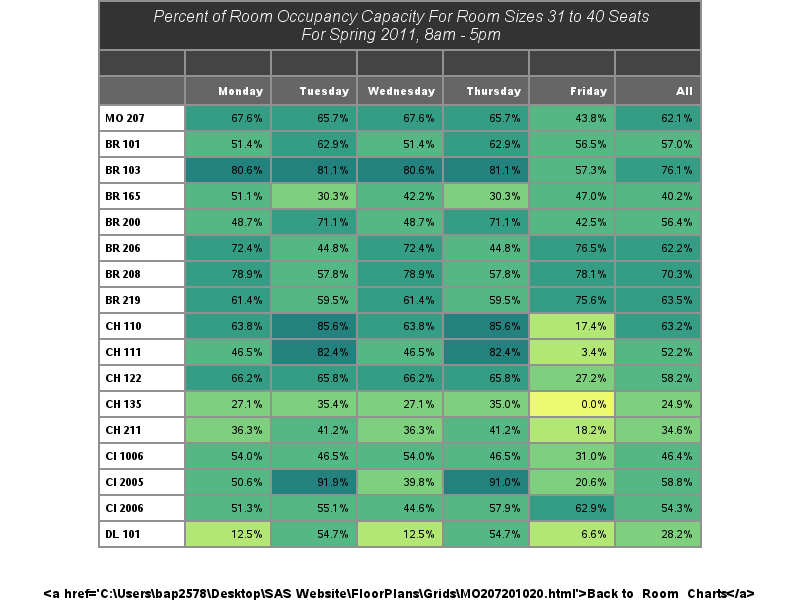 Percent of Room Occupancy Capacity For Room Sizes 31 to 40 Seats
For Spring 2011, 8am - 5pm
Monday Tuesday Wednesday Thursday Friday All
MO 207 67.6% 65.7% 67.6% 65.7% 43.8% 62.1%
BR 101 51.4% 62.9% 51.4% 62.9% 56.5% 57.0%
BR 103 80.6% 81.1% 80.6% 81.1% 57.3% 76.1%
BR 165 51.1% 30.3% 42.2% 30.3% 47.0% 40.2%
BR 200 48.7% 71.1% 48.7% 71.1% 42.5% 56.4%
BR 206 72.4% 44.8% 72.4% 44.8% 76.5% 62.2%
BR 208 78.9% 57.8% 78.9% 57.8% 78.1% 70.3%
BR 219 61.4% 59.5% 61.4% 59.5% 75.6% 63.5%
CH 110 63.8% 85.6% 63.8% 85.6% 17.4% 63.2%
CH 111 46.5% 82.4% 46.5% 82.4% 3.4% 52.2%
CH 122 66.2% 65.8% 66.2% 65.8% 27.2% 58.2%
CH 135 27.1% 35.4% 27.1% 35.0% 0.0% 24.9%
CH 211 36.3% 41.2% 36.3% 41.2% 18.2% 34.6%
CI 1006 54.0% 46.5% 54.0% 46.5% 31.0% 46.4%
CI 2005 50.6% 91.9% 39.8% 91.0% 20.6% 58.8%
CI 2006 51.3% 55.1% 44.6% 57.9% 62.9% 54.3%
DL 101 12.5% 54.7% 12.5% 54.7% 6.6% 28.2%
<a href='C:\Users\bap2578\Desktop\SAS Website\FloorPlans\Grids\MO207201020.html'>Back to Room Charts</a>